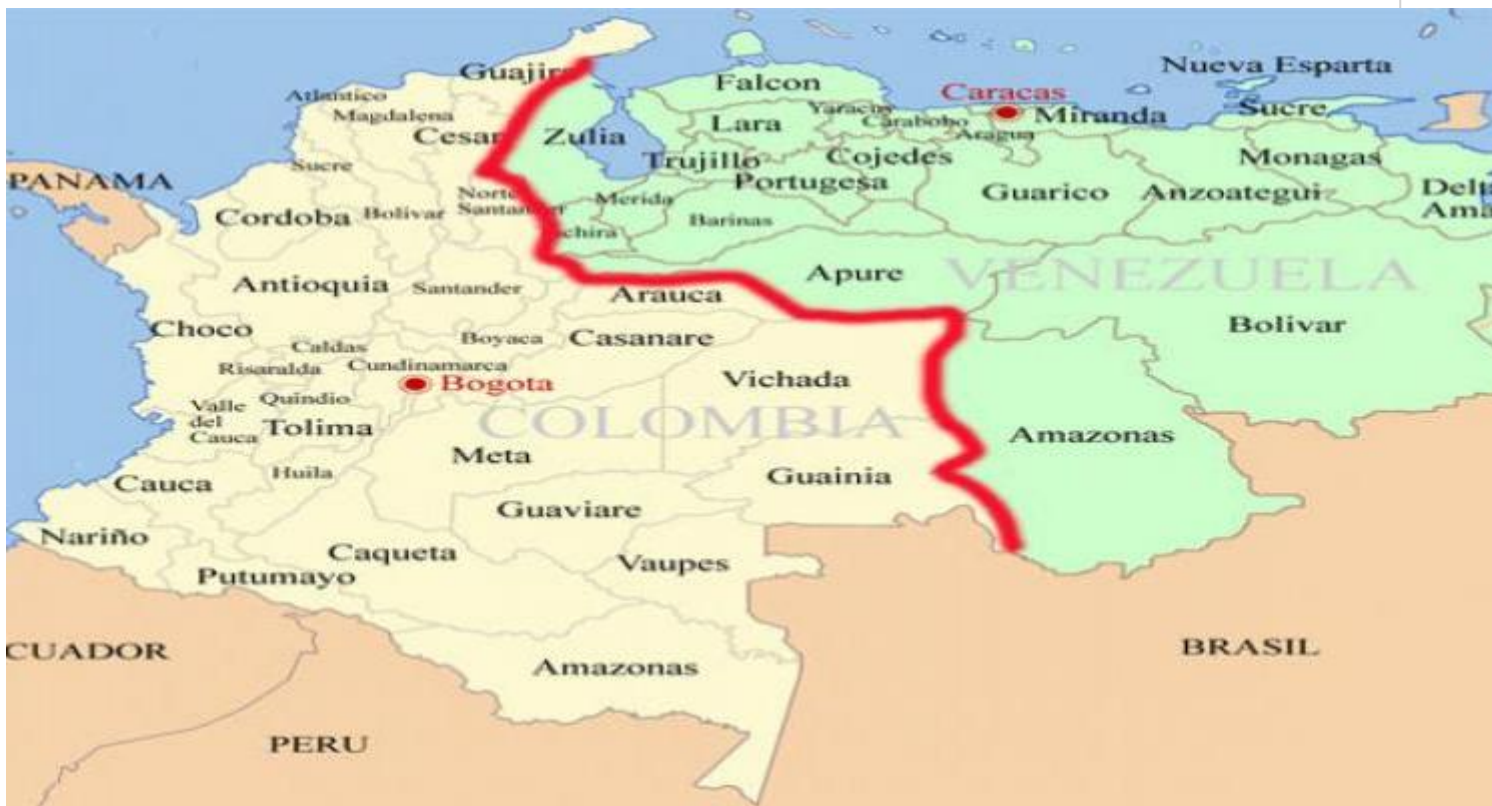 Guajir
Falcon
Nueva Esparta
Atlantico
Caracas
Magdalena
Yaracuy
Miranda
Sucre
Cesar
Zulia
Lara
Carabobo
Aragua
Sucre
Trujillo
Cojedes
Monagas
PANAMA
Portugesa
Guarico
Anzoategui
Delta
Ama
Norte
Santander
Merida
Cordoba
Bolivar
Barinas
chira
Apure
VENEZUELA
Antioquia
Santander
Arauca
Choco
Boyaca
Casanare
Bolivar
Caldas
Risaralda
Cundinamarca
Bogota
Vichada
Quindio
Valle
del
Cauca
Tolima
COLOMBIA
Amazonas
Meta
Huila
Guainia
Cauca
Guaviare
Nariño
Caqueta
Vaupes
Putumayo
CUADOR
BRASIL
Amazonas
PERU